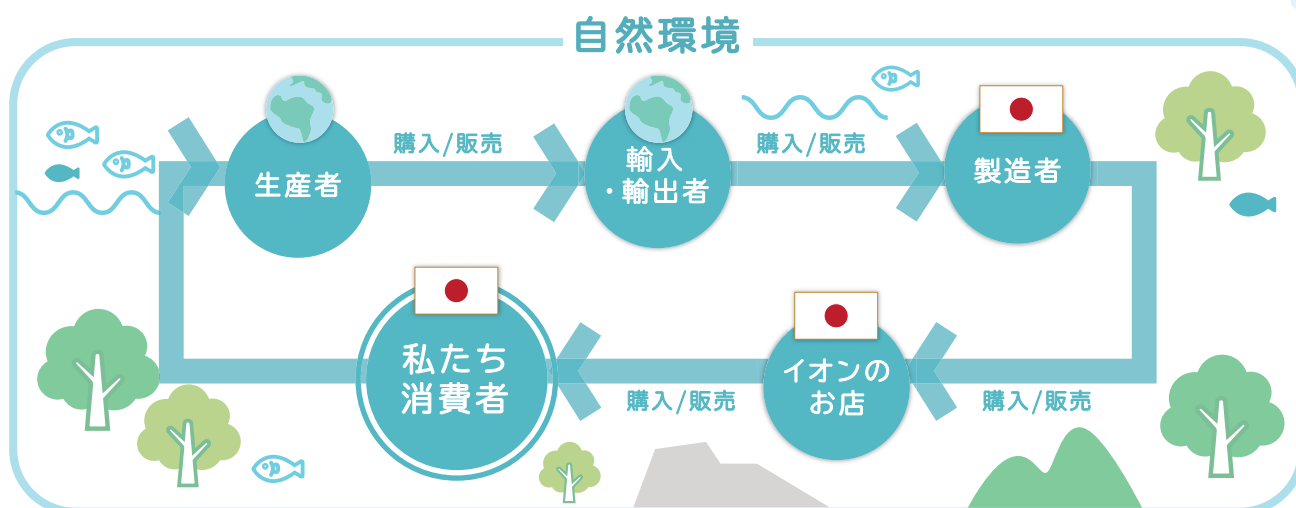 自然環境
購入/販売
購入/販売
生産者
輸入
・輸出者
製造者
私たち
消費者
イオンの
お店
購入/販売
購入/販売